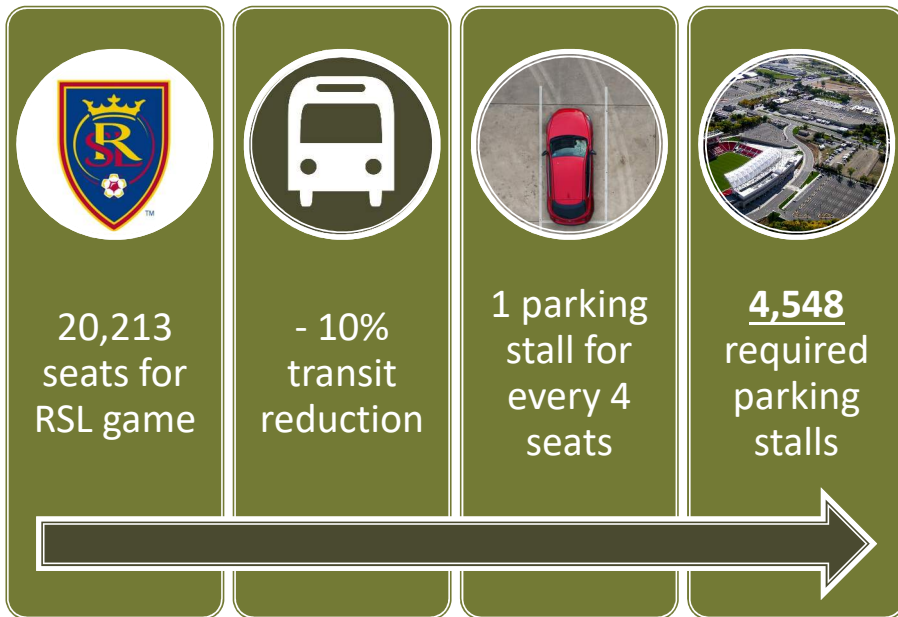 RSL
TM
20,213
seats for
RSL game
- 10%
transit
reduction
1 parking
stall for
every 4
seats
4,548
required
parking
stalls